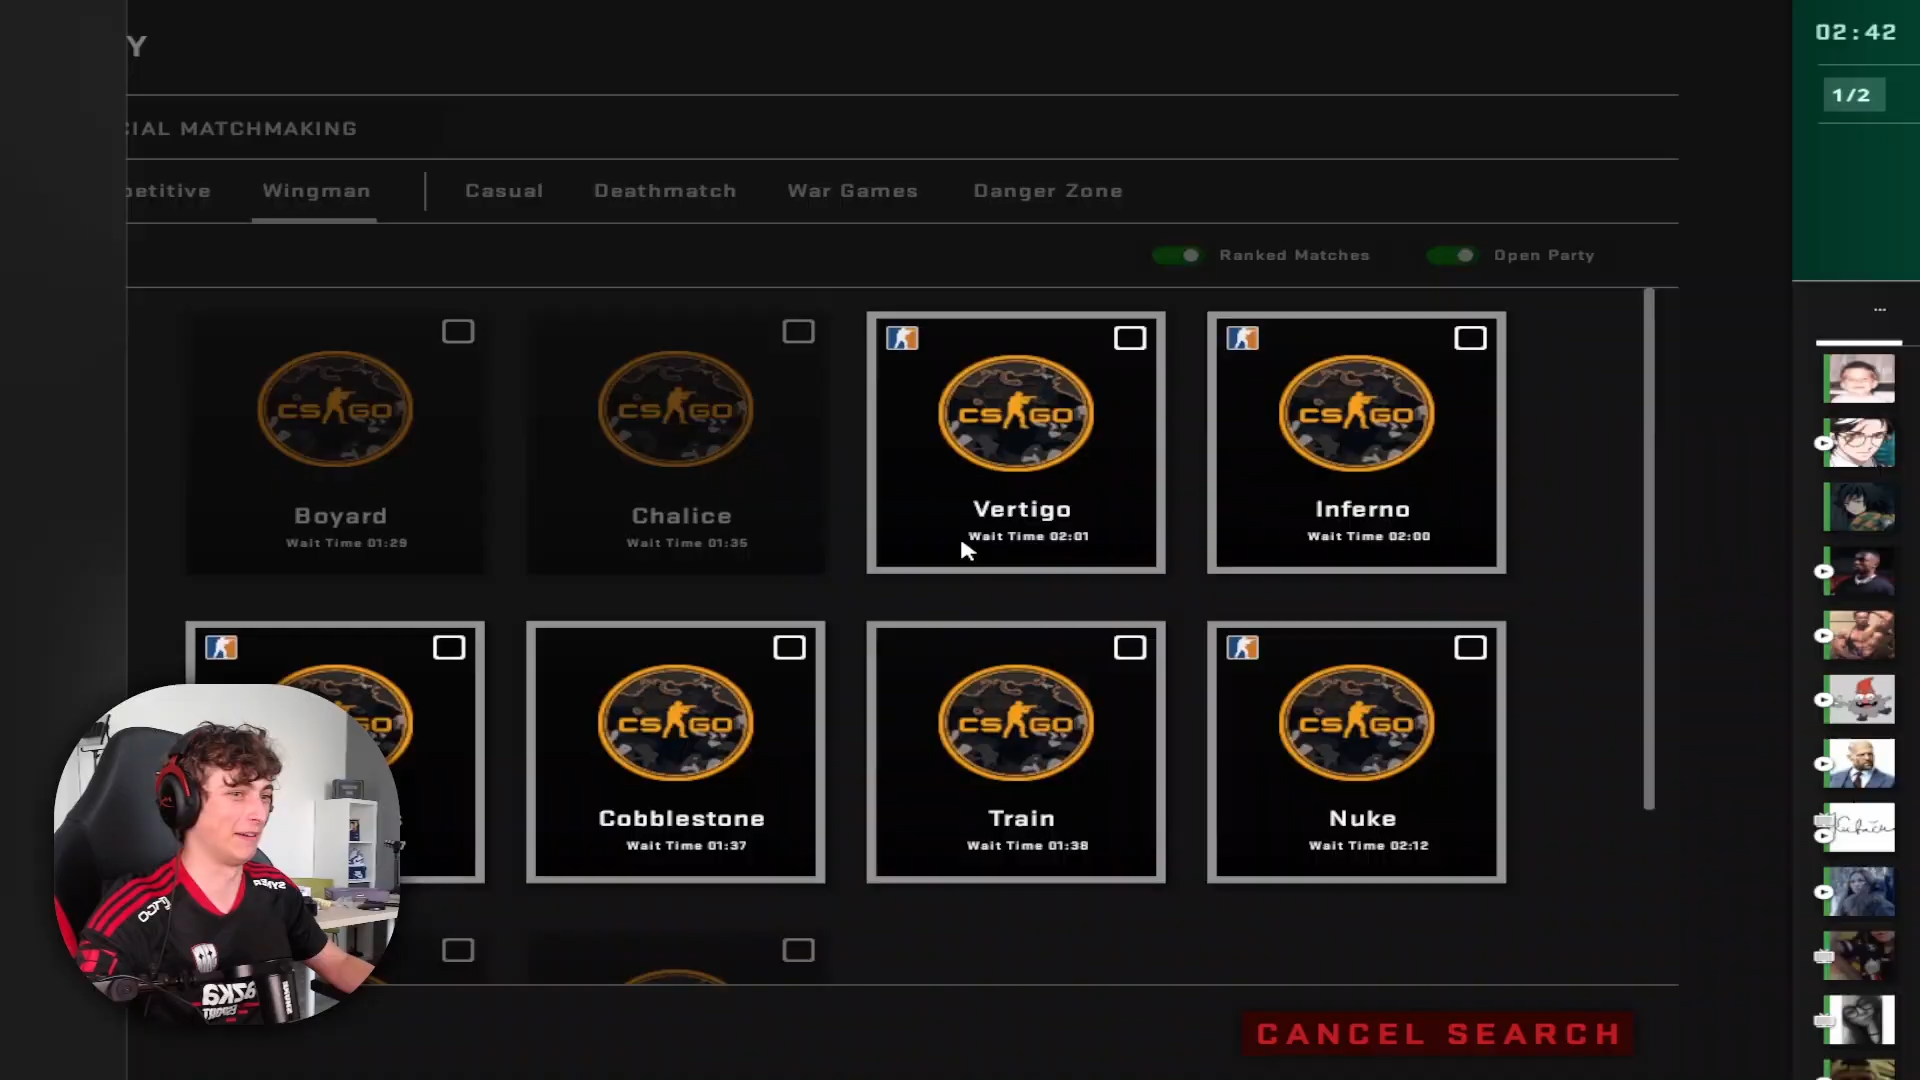 Y
02:42
CIAL MATCHMAKING
1/2
petitive Wingman Casual Deathmatch War Games Danger Zone
Ranked Matches Open Party
...
CS GO CS GO CS GO CS GO
Boyard Chalice Vertigo Inferno
Wait Time 01:29 Wait Time 01:35 Wait Time 02:01 Wait Time 02:00
GO CS GO CS GO CS GO
s Cobblestone Train Nuke
Wait Time 01:37 Wait Time 01:38 Wait Time 02:12
CANCEL SEARCH